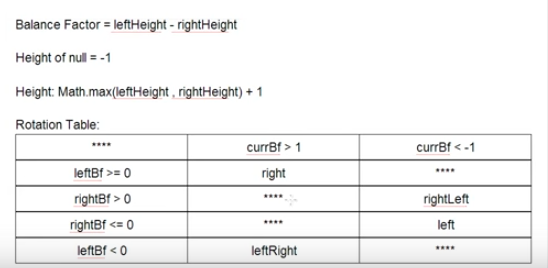 Balance Factor = leftHeight - rightHeight
Height of null = -1
Height: Math.max(leftHeight , rightHeight) + 1
Rotation Table:
**** currBf > 1 currBf < -1
leftBf >= 0 right ****
rightBf > 0 **** rightLeft
rightBf <= 0 **** left
leftBf < 0 leftRight ****